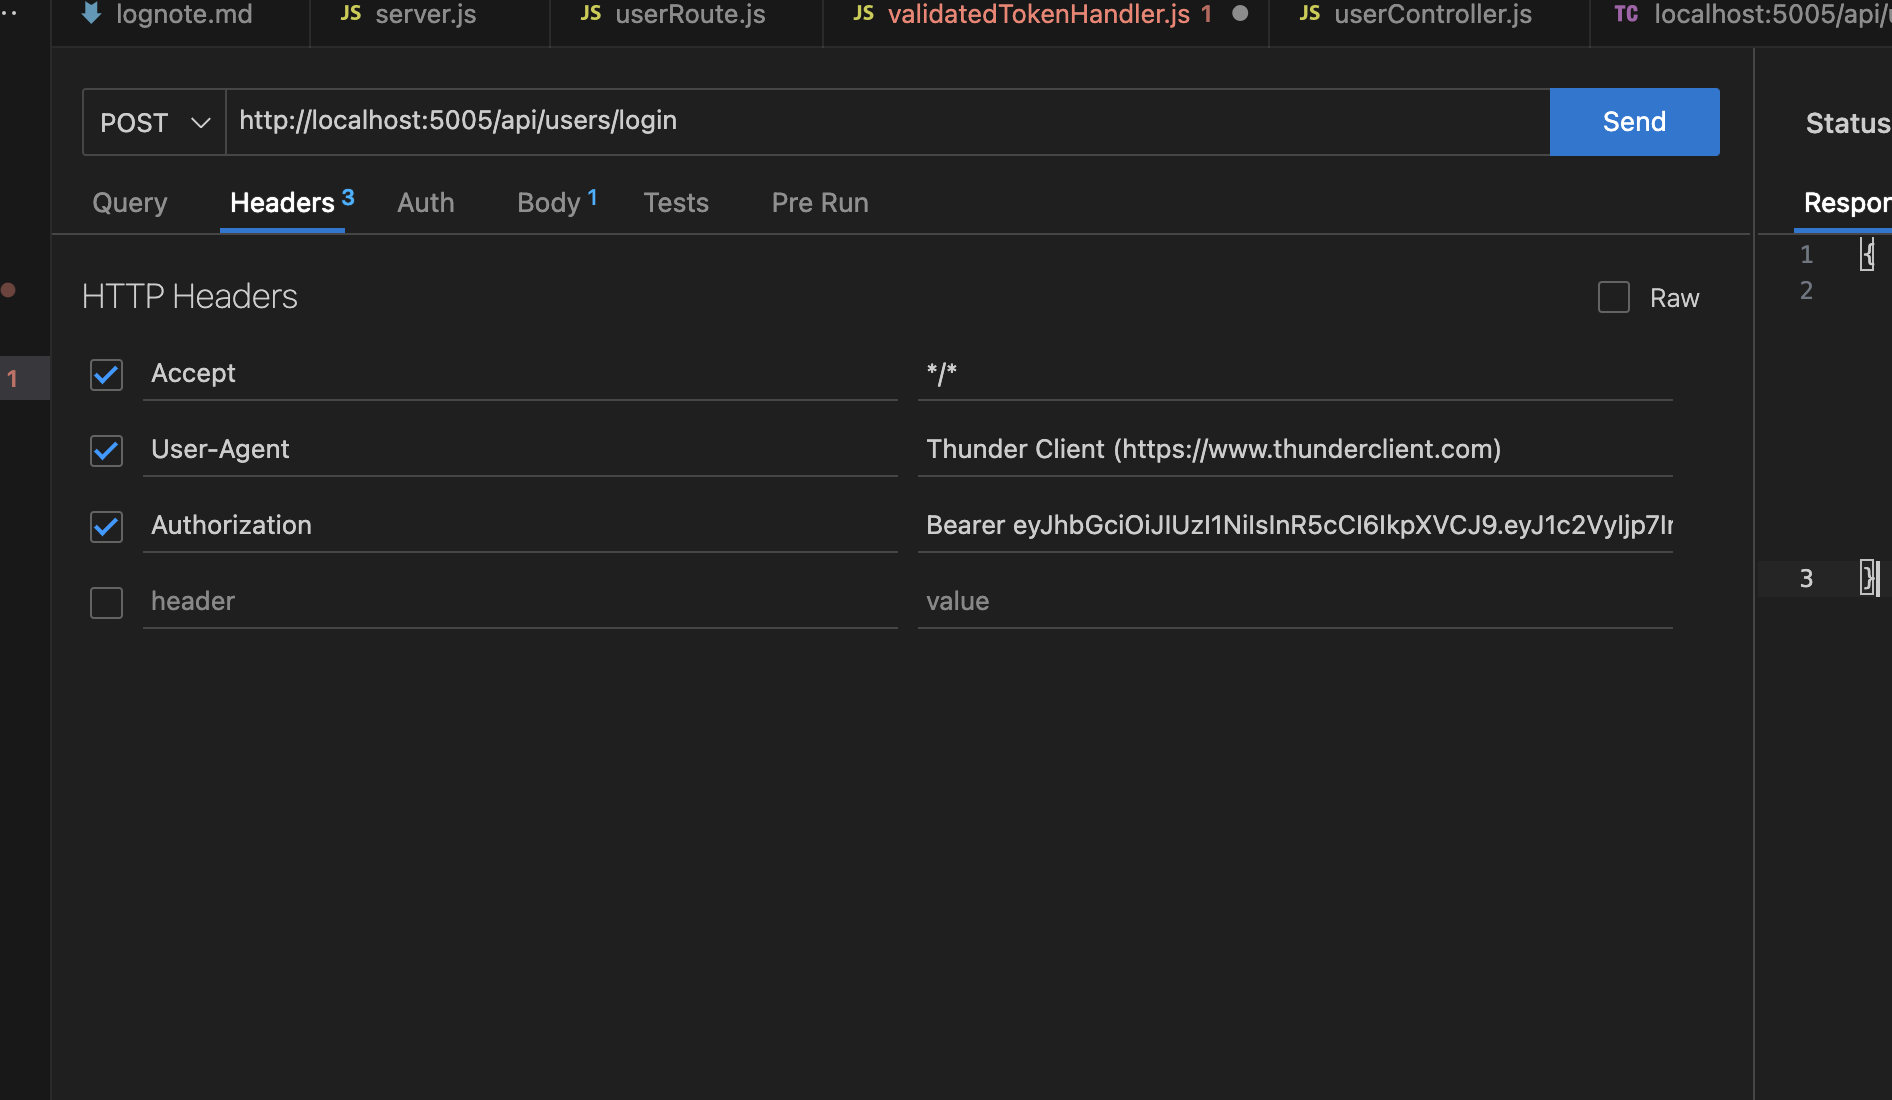 lognote.md
JS server.js
JS userRoute.js
JS validatedTokenHandler.js 1
JS userController.js
TC localhost:5005/api/
POST
http://localhost:5005/api/users/login
Send
Status
Query
Headers 3
Auth
Body 1
Tests
Pre Run
Respor
HTTP Headers
Raw
Accept
*/*
User-Agent
Thunder Client (https://www.thunderclient.com)
Authorization
Bearer eyJhbGciOiJIUzI1NiIsInR5cCI6IkpXVCJ9.eyJ1c2VyIjp7I
header
value
1
1 {
2
3 }